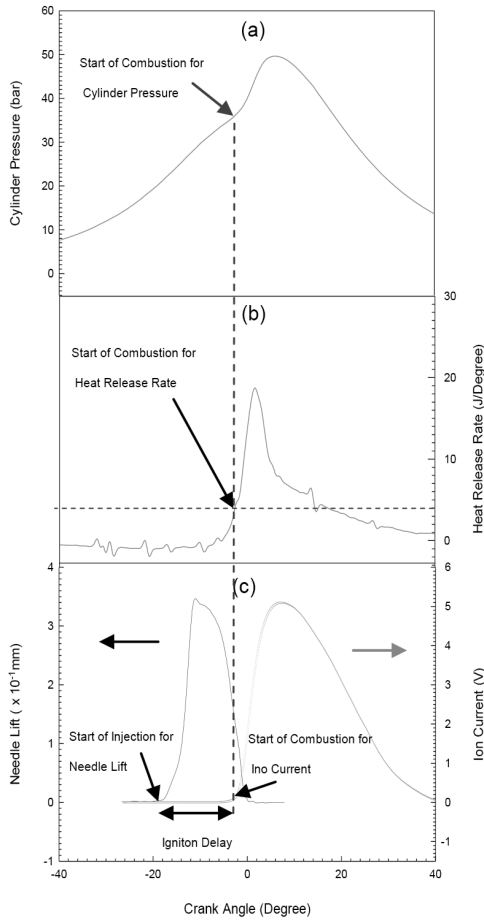 60
50
40
30
20
10
0
Cylinder Pressure (bar)
(a)
Start of Combustion for
Cylinder Pressure
(b)
Start of Combustion for
Heat Release Rate
30
20
10
0
Heat Release Rate (J/Degree)
4
3
2
1
0
-1
Needle Lift ( x 10-1mm)
(c)
Start of Injection for
Needle Lift
Start of Combustion for
Ino Current
Igniton Delay
6
5
4
3
2
1
0
-1
Ion Current (V)
-40 -20 0 20 40
Crank Angle (Degree)